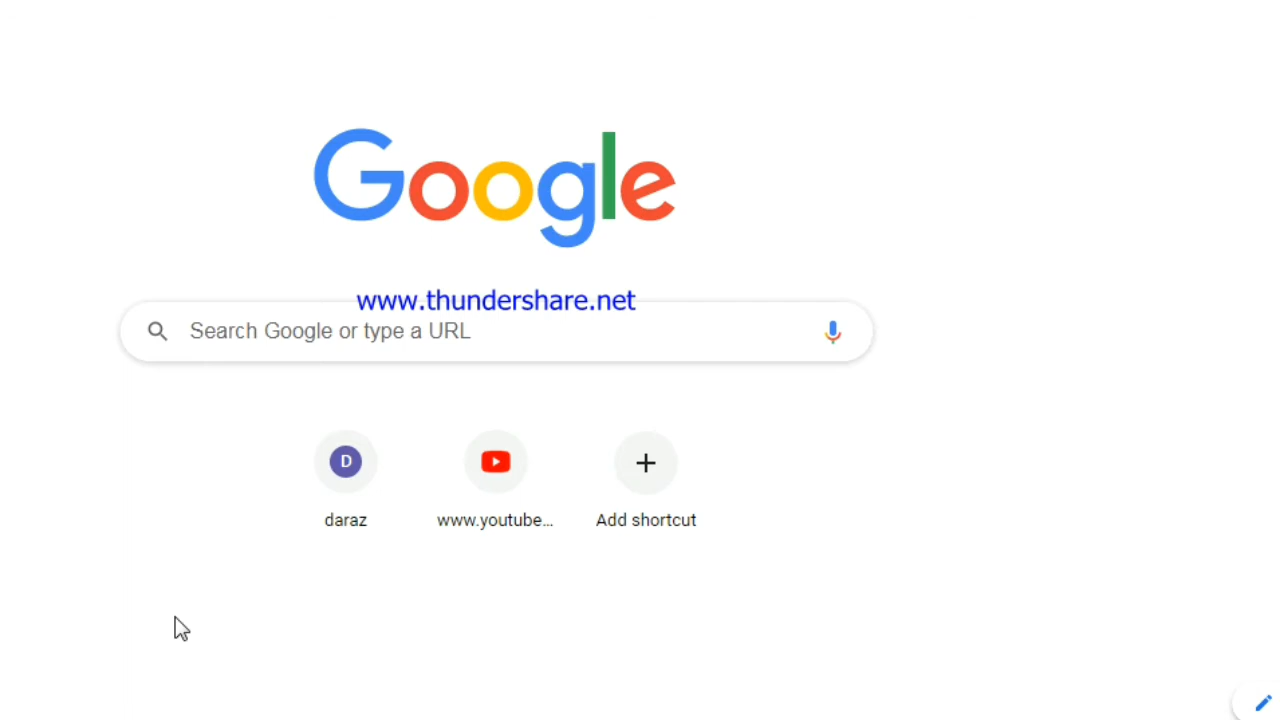 Google
www.thundershare.net
Search Google or type a URL
D
daraz
www.youtube...
Add shortcut